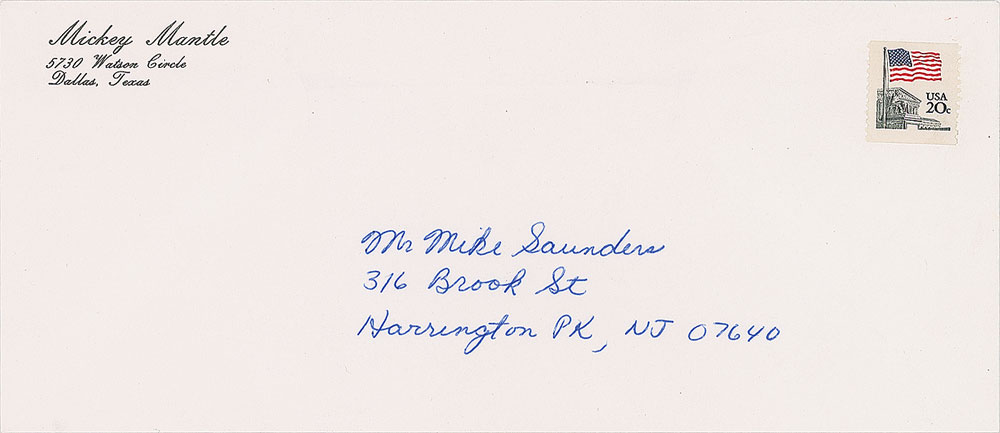 Mickey Mantle
5730 Watson Circle
Dallas, Texas
USA
20c
Mr Mike Saunders
316 Brook St
Harrington PK, NJ 07640